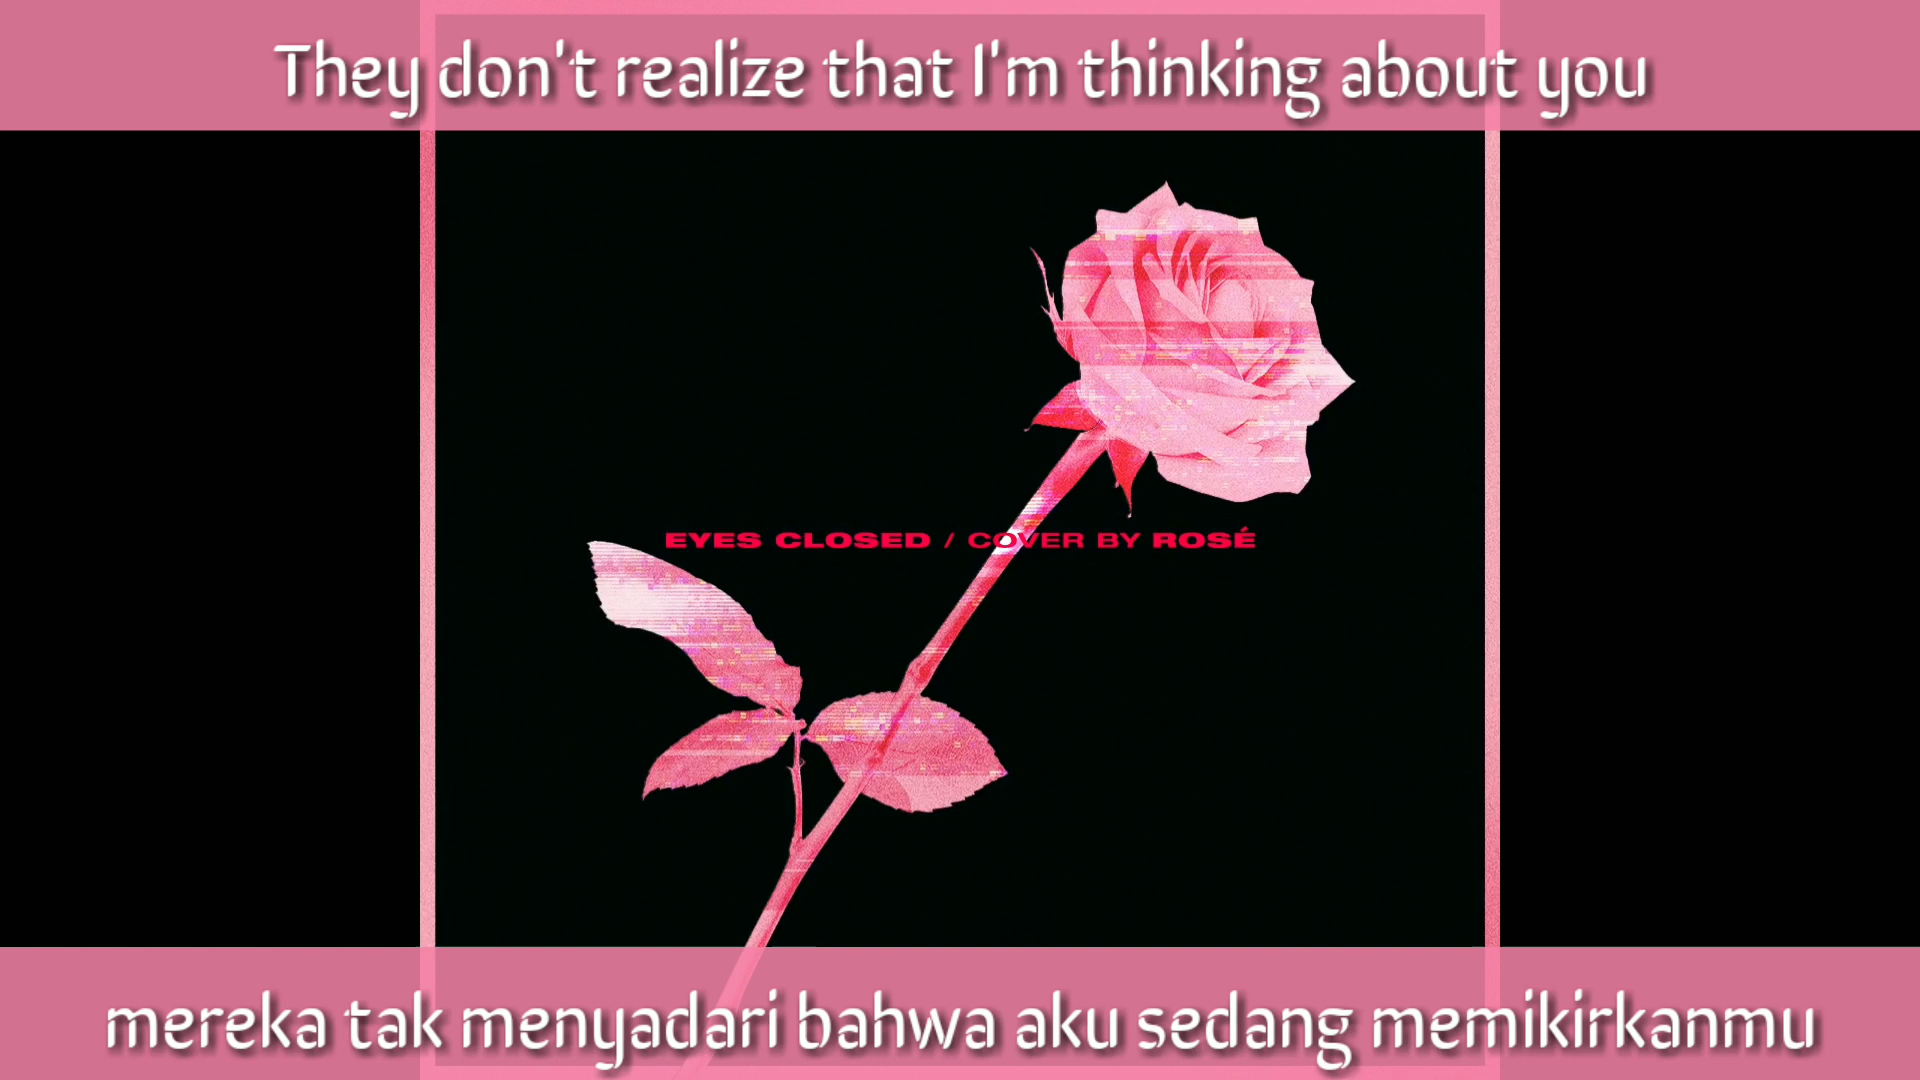 They don't realize that I'm thinking about you
EYES CLOSED / COVER BY ROSÉ
mereka tak menyadari bahwa aku sedang memikirkanmu